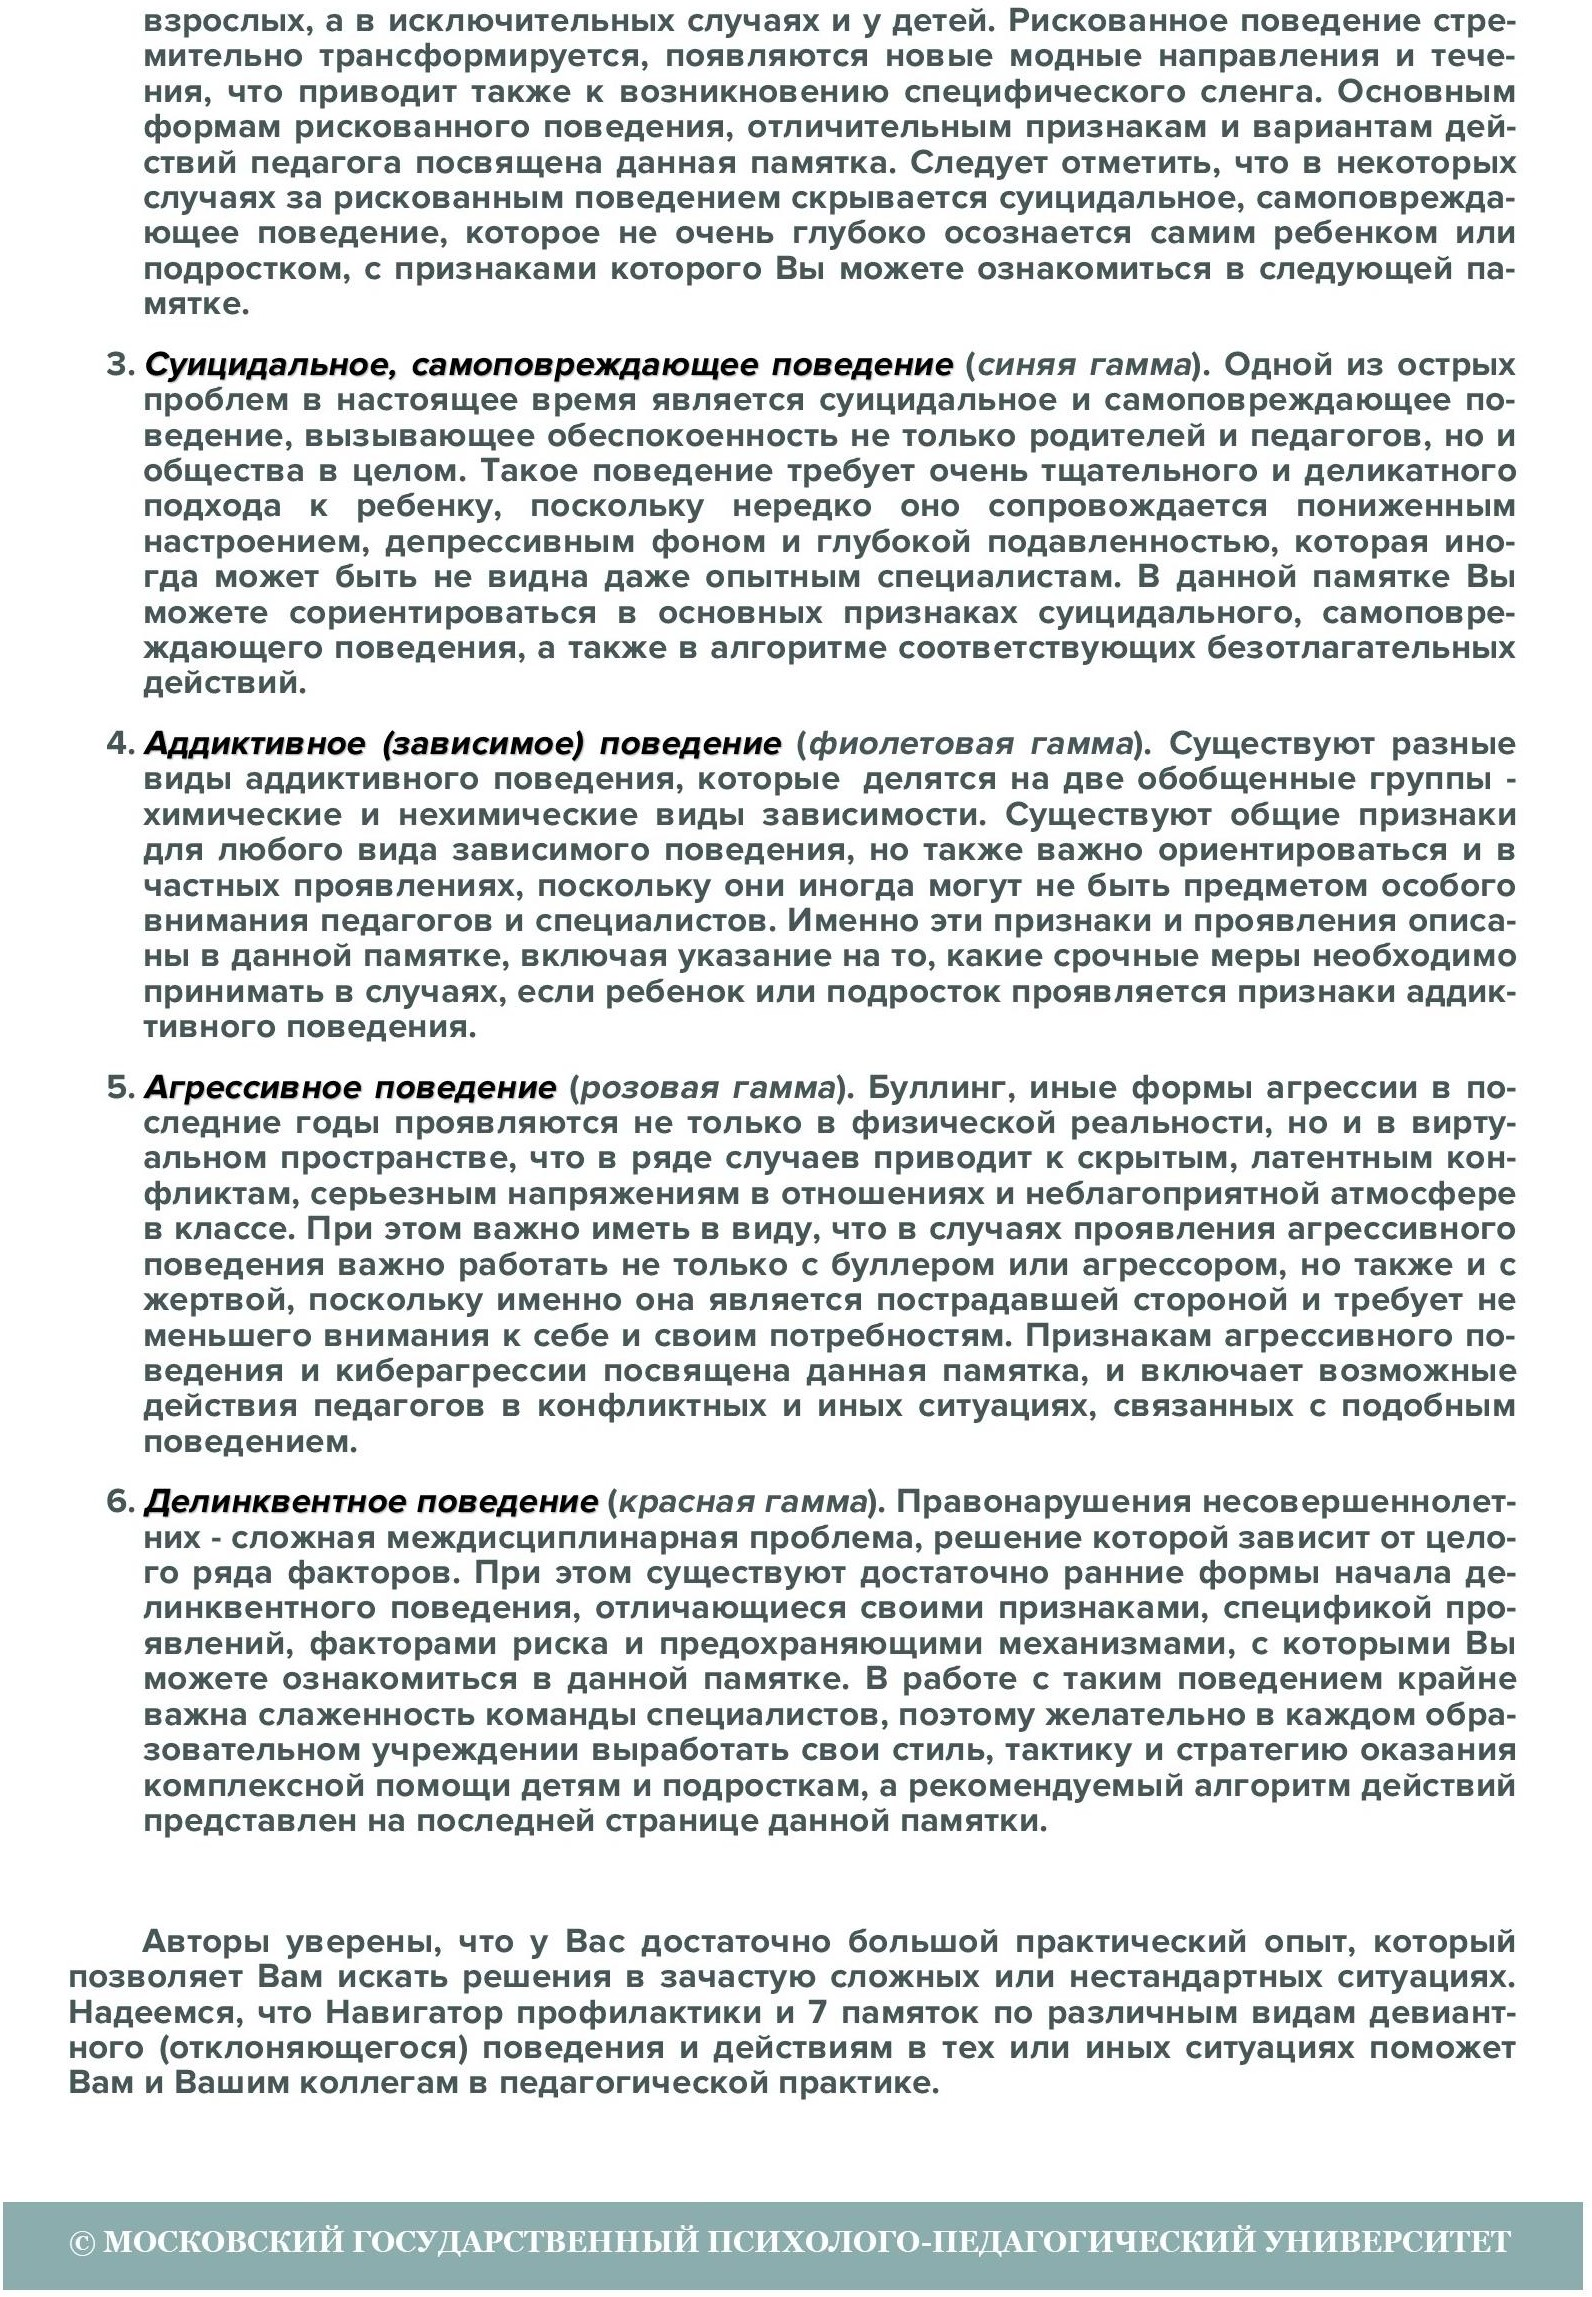 взрослых, а в исключительных случаях и у детей. Рискованное поведение стре-
мительно трансформируется, появляются новые модные направления и тече-
ния, что приводит также к возникновению специфического сленга. Основным
формам рискованного поведения, отличительным признакам и вариантам дей-
ствий педагога посвящена данная памятка. Следует отметить, что в некоторых
случаях за рискованным поведением скрывается суицидальное, самоповрежда-
ющее поведение, которое не очень глубоко осознается самим ребенком или
подростком, с признаками которого Вы можете ознакомиться в следующей па-
мятке.
3. Суицидальное, самоповреждающее поведение (синяя гамма). Одной из острых
проблем в настоящее время является суицидальное и самоповреждающее по-
ведение, вызывающее обеспокоенность не только родителей и педагогов, но и
общества в целом. Такое поведение требует очень тщательного и деликатного
подхода к ребенку, поскольку нередко оно сопровождается пониженным
настроением, депрессивным фоном и глубокой подавленностью, которая ино-
гда может быть не видна даже опытным специалистам. В данной памятке Вы
можете сориентироваться в основных признаках суицидального, самоповре-
ждающего поведения, а также в алгоритме соответствующих безотлагательных
действий.
4. Аддиктивное (зависимое) поведение (фиолетовая гамма). Существуют разные
виды аддиктивного поведения, которые делятся на две обобщенные группы -
химические и нехимические виды зависимости. Существуют общие признаки
для любого вида зависимого поведения, но также важно ориентироваться и в
частных проявлениях, поскольку они иногда могут не быть предметом особого
внимания педагогов и специалистов. Именно эти признаки и проявления описа-
ны в данной памятке, включая указание на то, какие срочные меры необходимо
принимать в случаях, если ребенок или подросток проявляется признаки аддик-
тивного поведения.
5. Агрессивное поведение (розовая гамма). Буллинг, иные формы агрессии в по-
следние годы проявляются не только в физической реальности, но и в вирту-
альном пространстве, что в ряде случаев приводит к скрытым, латентным кон-
фликтам, серьезным напряжениям в отношениях и неблагоприятной атмосфере
в классе. При этом важно иметь в виду, что в случаях проявления агрессивного
поведения важно работать не только с буллером или агрессором, но также и с
жертвой, поскольку именно она является пострадавшей стороной и требует не
меньшего внимания к себе и своим потребностям. Признакам агрессивного по-
ведения и киберагрессии посвящена данная памятка, и включает возможные
действия педагогов в конфликтных и иных ситуациях, связанных с подобным
поведением.
6. Делинквентное поведение (красная гамма). Правонарушения несовершеннолет-
них - сложная междисциплинарная проблема, решение которой зависит от цело-
го ряда факторов. При этом существуют достаточно ранние формы начала де-
линквентного поведения, отличающиеся своими признаками, спецификой про-
явлений, факторами риска и предохраняющими механизмами, с которыми Вы
можете ознакомиться в данной памятке. В работе с таким поведением крайне
важна слаженность команды специалистов, поэтому желательно в каждом обра-
зовательном учреждении выработать свои стиль, тактику и стратегию оказания
комплексной помощи детям и подросткам, а рекомендуемый алгоритм действий
представлен на последней странице данной памятки.
Авторы уверены, что у Вас достаточно большой практический опыт, который
позволяет Вам искать решения в зачастую сложных или нестандартных ситуациях.
Надеемся, что Навигатор профилактики и 7 памяток по различным видам девиант-
ного (отклоняющегося) поведения и действиям в тех или иных ситуациях поможет
Вам и Вашим коллегам в педагогической практике.
© МОСКОВСКИЙ ГОСУДАРСТВЕННЫЙ ПСИХОЛОГО-ПЕДАГОГИЧЕСКИЙ УНИВЕРСИТЕТ